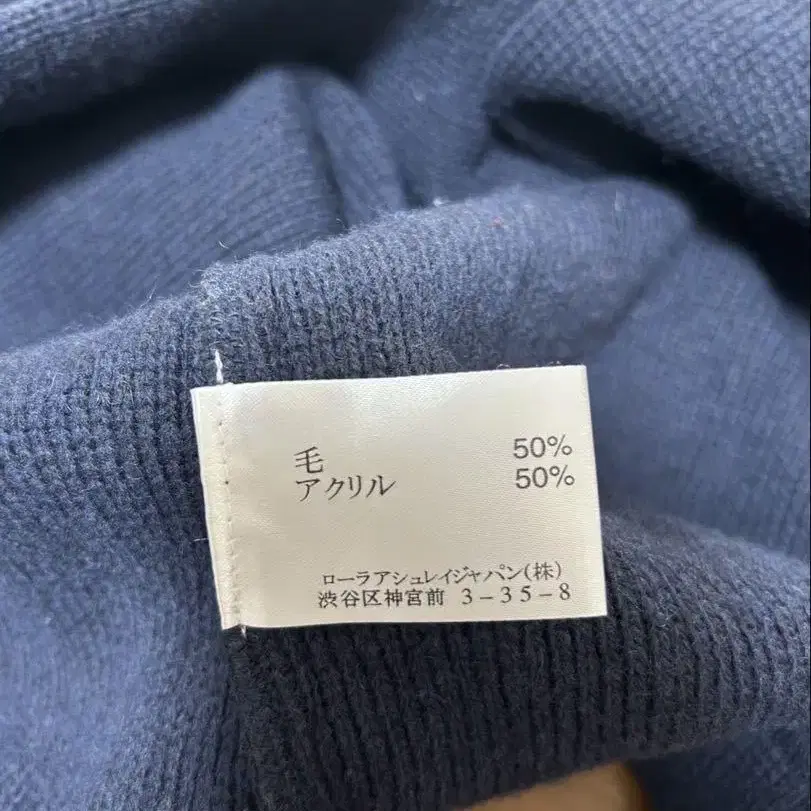 毛 50%
アクリル 50%
ローラアシュレイジャパン(株)
渋谷区神宮前 3-35-8